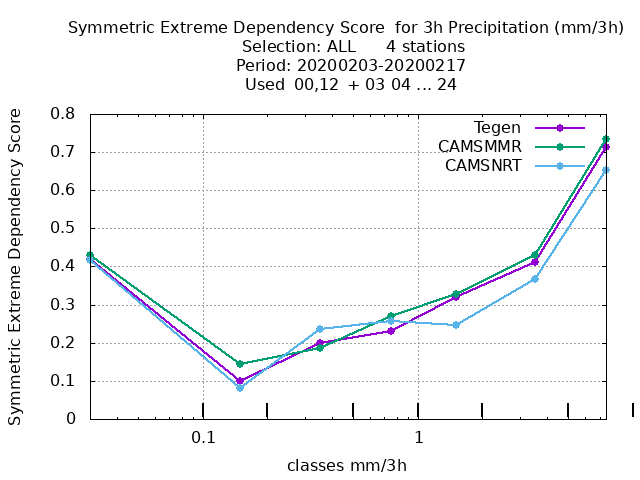 Symmetric Extreme Dependency Score  for 3h Precipitation (mm/3h)
Selection: ALL      4 stations
Period: 20200203-20200217
Used  00,12  + 03 04 ... 24
Symmetric Extreme Dependency Score
0.8
0.7
0.6
0.5
0.4
0.3
0.2
0.1
0
Tegen
CAMSMMR
CAMSNRT
0.1
1
classes mm/3h